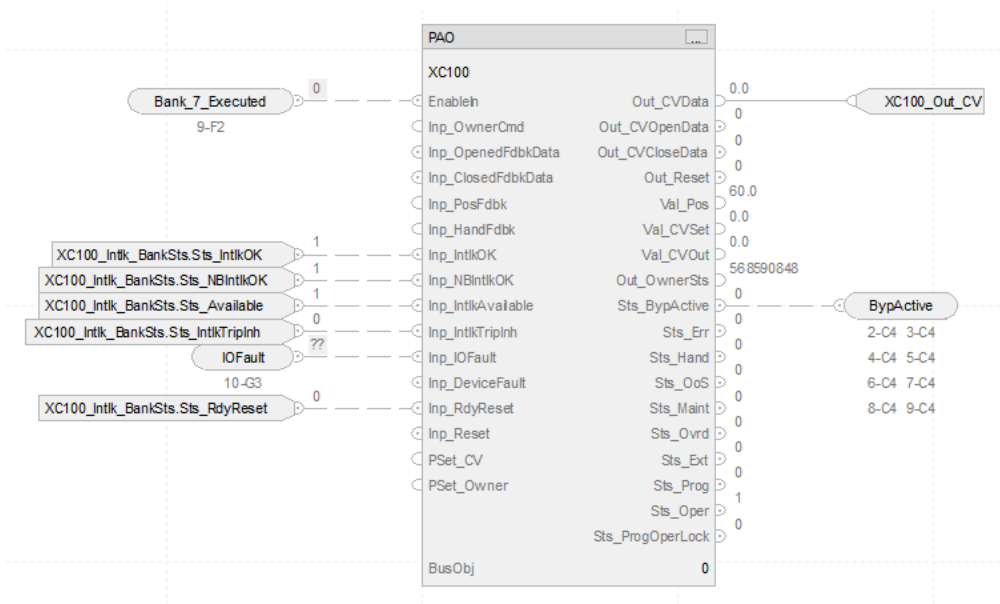 PAO ...
XC100
0
Bank_7_Executed
9-F2
EnableIn Out_CVData 0.0 XC100_Out_CV
Inp_OwnerCmd Out_CVOpenData 0
Inp_OpenedFdbkData Out_CVCloseData 0
Inp_ClosedFdbkData Out_Reset 0
Inp_PosFdbk Val_Pos 60.0
Inp_HandFdbk Val_CVSet 0.0
XC100_Intlk_BankSts.Sts_IntlkOK 1 Inp_IntlkOK Val_CVOut 0.0
XC100_Intlk_BankSts.Sts_NBIntlkOK 1 Inp_NBIntlkOK Out_OwnerSts 568590848
XC100_Intlk_BankSts.Sts_Available 1 Inp_IntlkAvailable Sts_BypActive 0 BypActive
XC100_Intlk_BankSts.Sts_IntlkTripInh 0 Inp_IntlkTripInh Sts_Err 0
2-C4 3-C4
IOFault ?? Inp_IOFault Sts_Hand 0
4-C4 5-C4
10-G3
Inp_DeviceFault Sts_OoS 0
6-C4 7-C4
XC100_Intlk_BankSts.Sts_RdyReset 0 Inp_RdyReset Sts_Maint 0
8-C4 9-C4
Inp_Reset Sts_Ovrd 0
PSet_CV Sts_Ext 0
PSet_Owner Sts_Prog 0
Sts_Oper 1
Sts_ProgOperLock 0
BusObj 0